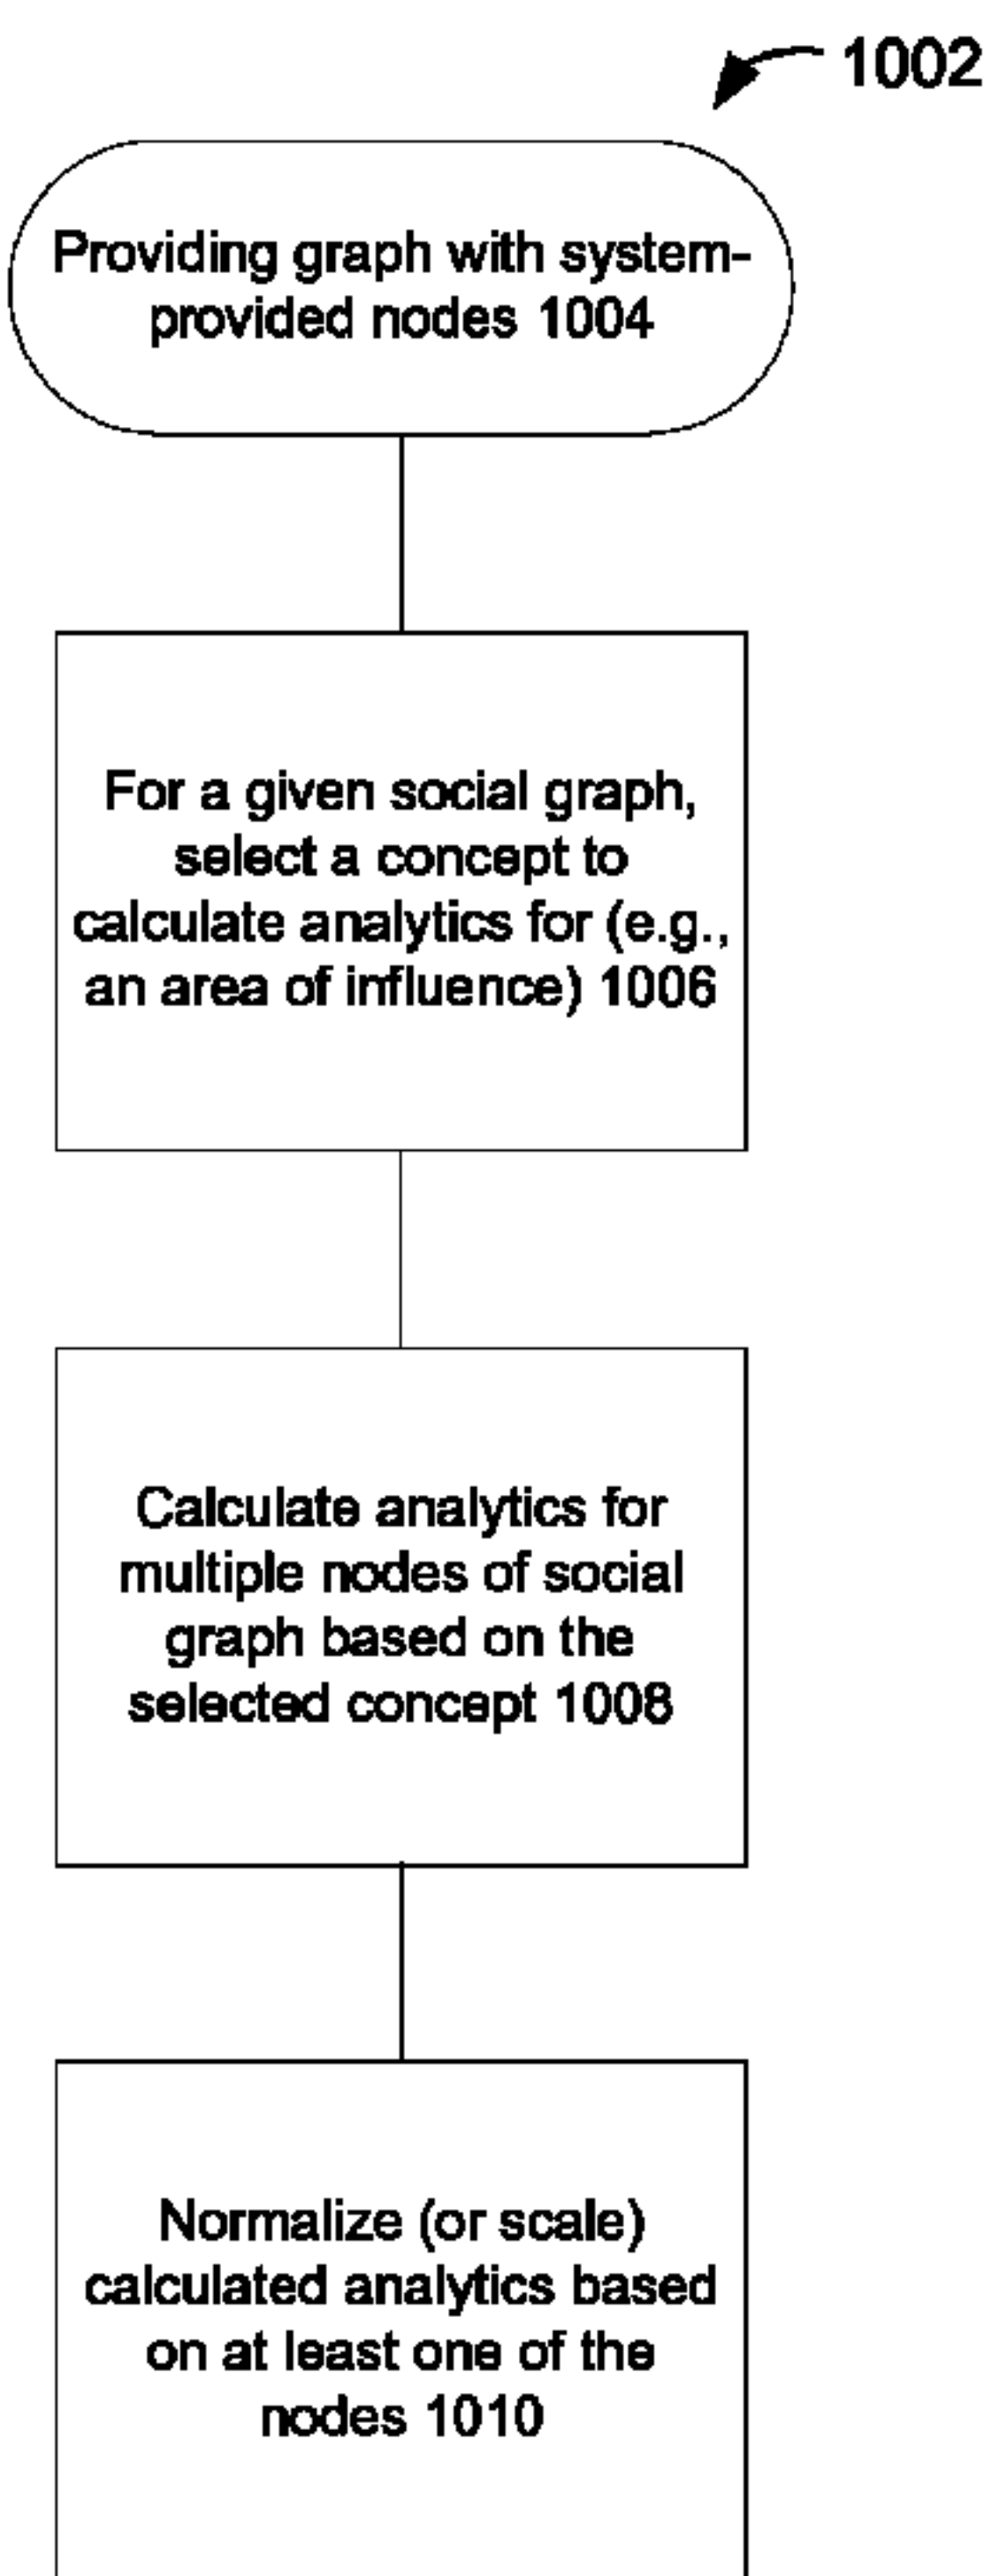 1002
Providing graph with system-
provided nodes 1004
For a given social graph,
select a concept to
calculate analytics for (e.g.,
an area of influence) 1006
Calculate analytics for
multiple nodes of social
graph based on the
selected concept 1008
Normalize (or scale)
calculated analytics based
on at least one of the
nodes 1010